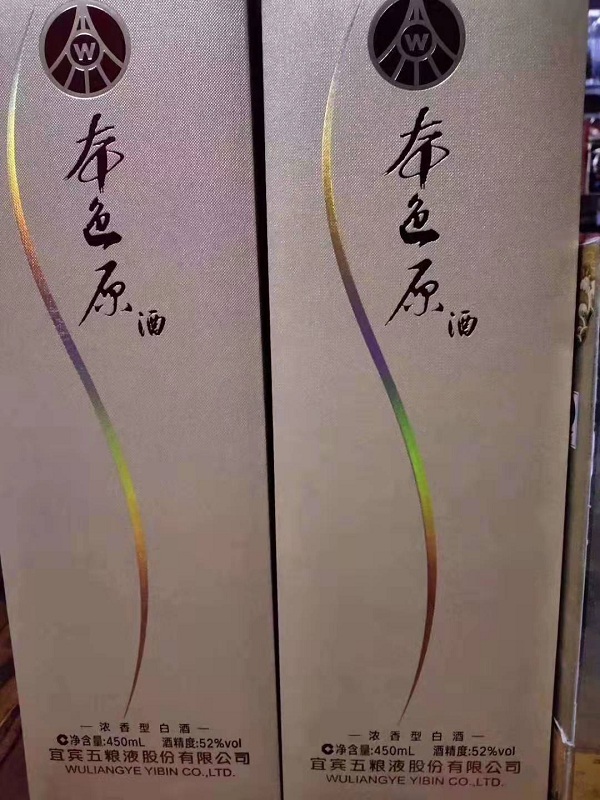 W
本色原酒
浓香型白酒
净含量:450mL 酒精度:52%vol
宜宾五粮液股份有限公司
WULIANGYE YIBIN CO.,LTD.
W
本色原酒
浓香型白酒
净含量:450mL 酒精度:52%vol
宜宾五粮液股份有限公司
WULIANGYE YIBIN CO.,LTD.